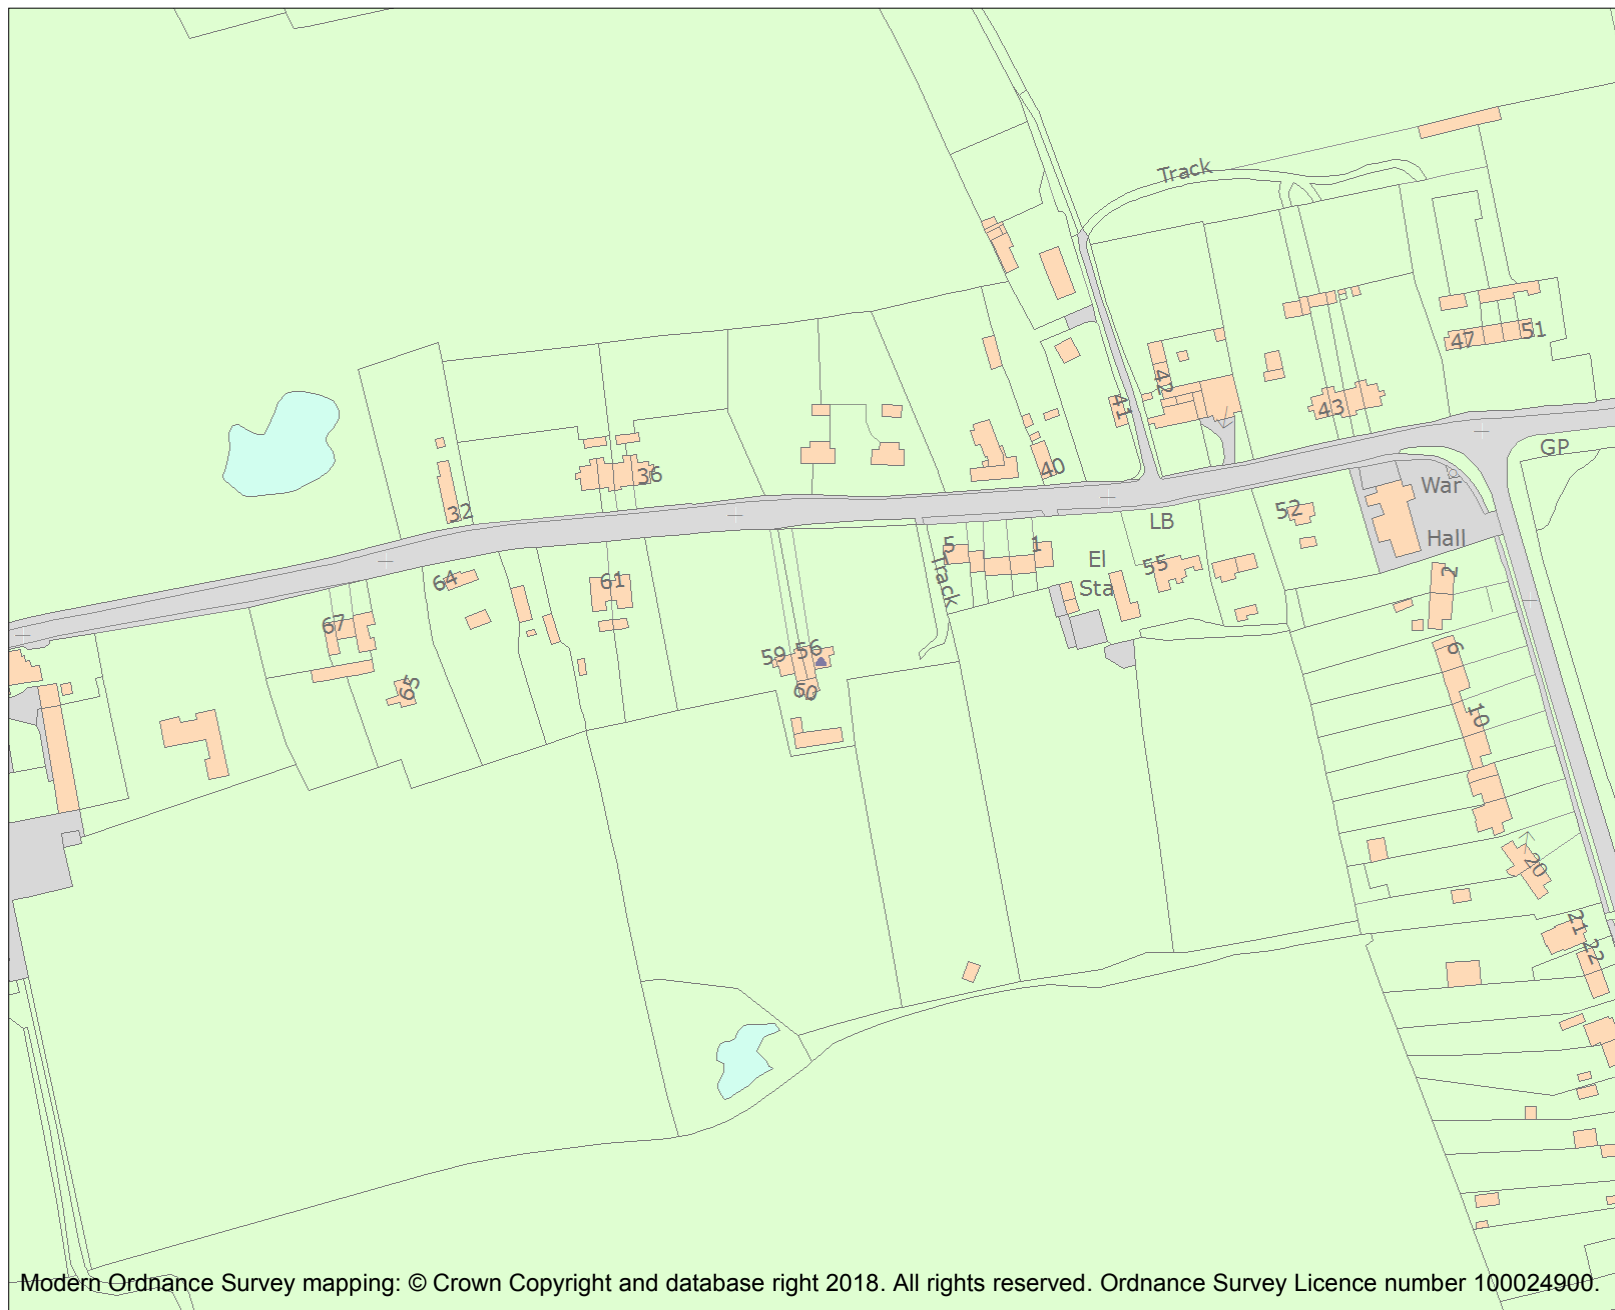 Track
51
47
42
41
43
GP
40
36
War
32
52
LB
Hall
5
1
El
55
2
Sta
64
61
Track
67
59
56
6
65
60
10
20
21
22
Modern Ordnance Survey mapping: © Crown Copyright and database right 2018. All rights reserved. Ordnance Survey Licence number 100024900.